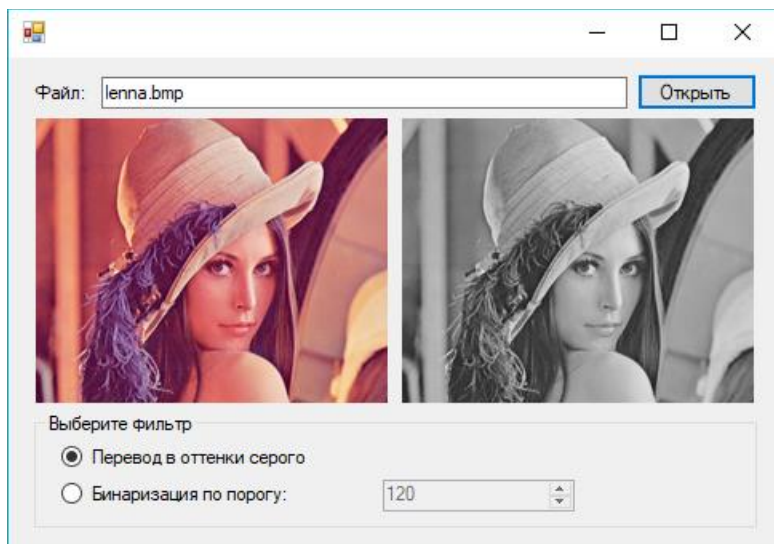 Файл: lenna.bmp Открыть
Выберите фильтр
Перевод в оттенки серого
Бинаризация по порогу: 120